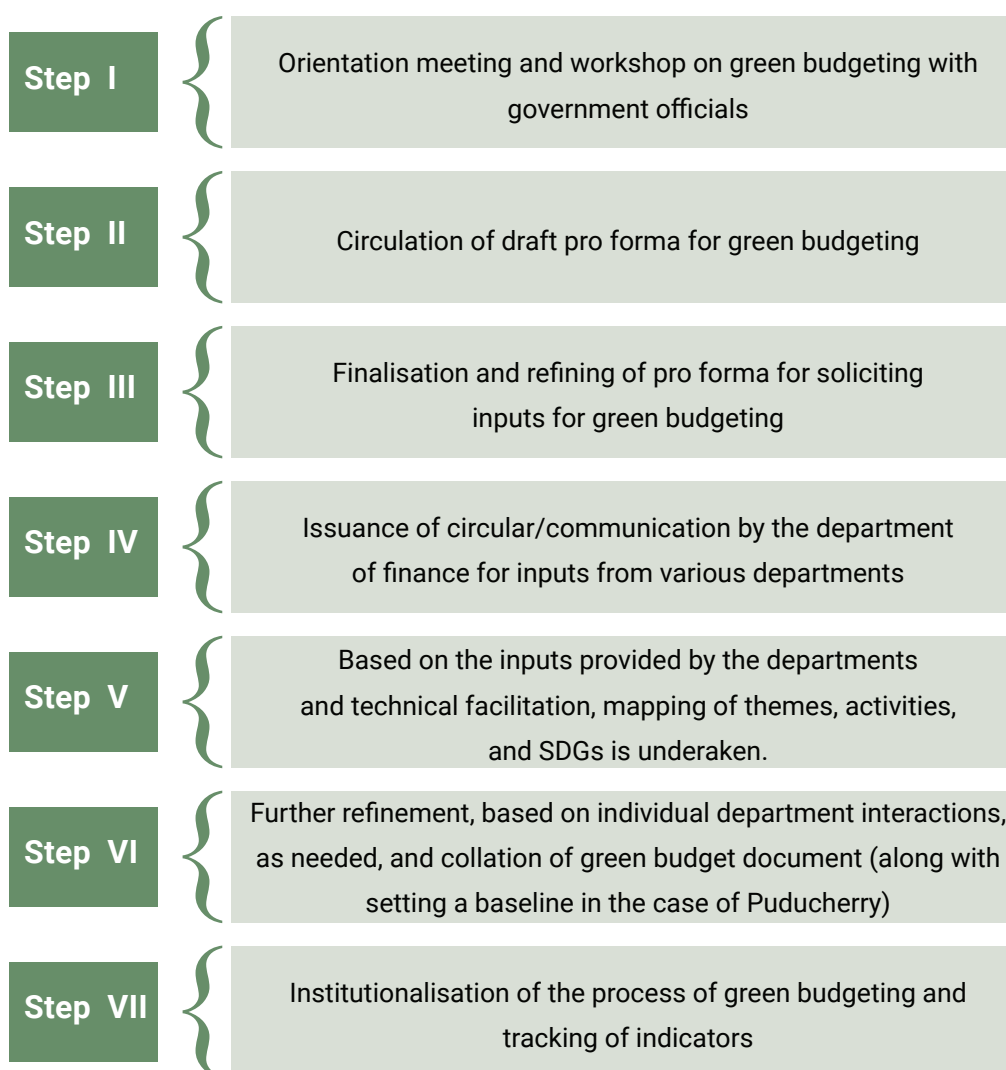 Step I
Orientation meeting and workshop on green budgeting with
government officials
Step II
Circulation of draft pro forma for green budgeting
Step III
Finalisation and refining of pro forma for soliciting
inputs for green budgeting
Step IV
Issuance of circular/communication by the department
of finance for inputs from various departments
Step V
Based on the inputs provided by the departments
and technical facilitation, mapping of themes, activities,
and SDGs is underaken.
Step VI
Further refinement, based on individual department interactions,
as needed, and collation of green budget document (along with
setting a baseline in the case of Puducherry)
Step VII
Institutionalisation of the process of green budgeting and
tracking of indicators